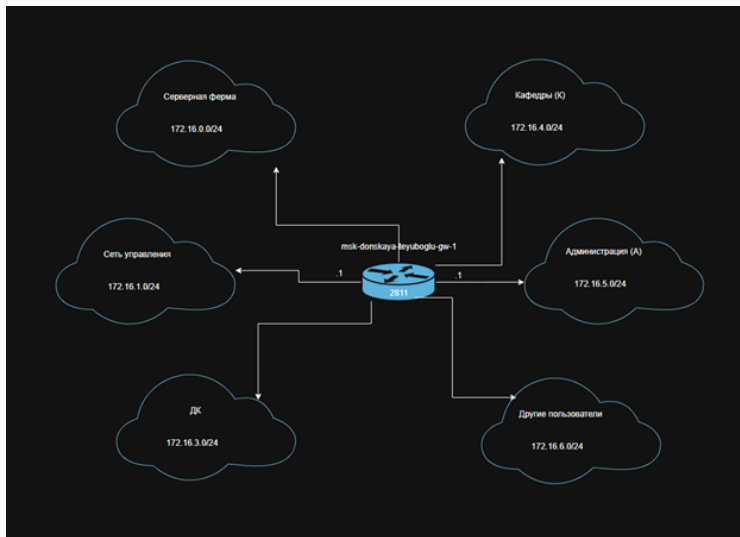 Серверная ферма
172.16.0.0/24
Кафедры (К)
172.16.4.0/24
msk-donskaya-teyuboglu-gw-1
Сеть управления
172.16.1.0/24
.1
.1
2811
Администрация (А)
172.16.5.0/24
ДК
172.16.3.0/24
Другие пользователи
172.16.6.0/24